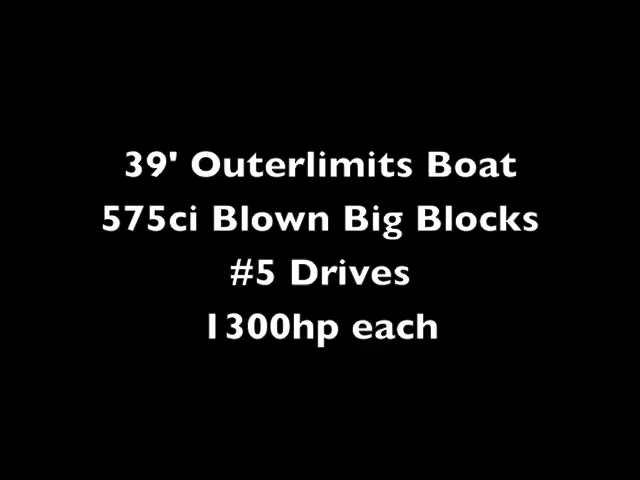 39' Outerlimits Boat
575ci Blown Big Blocks
#5 Drives
1300hp each